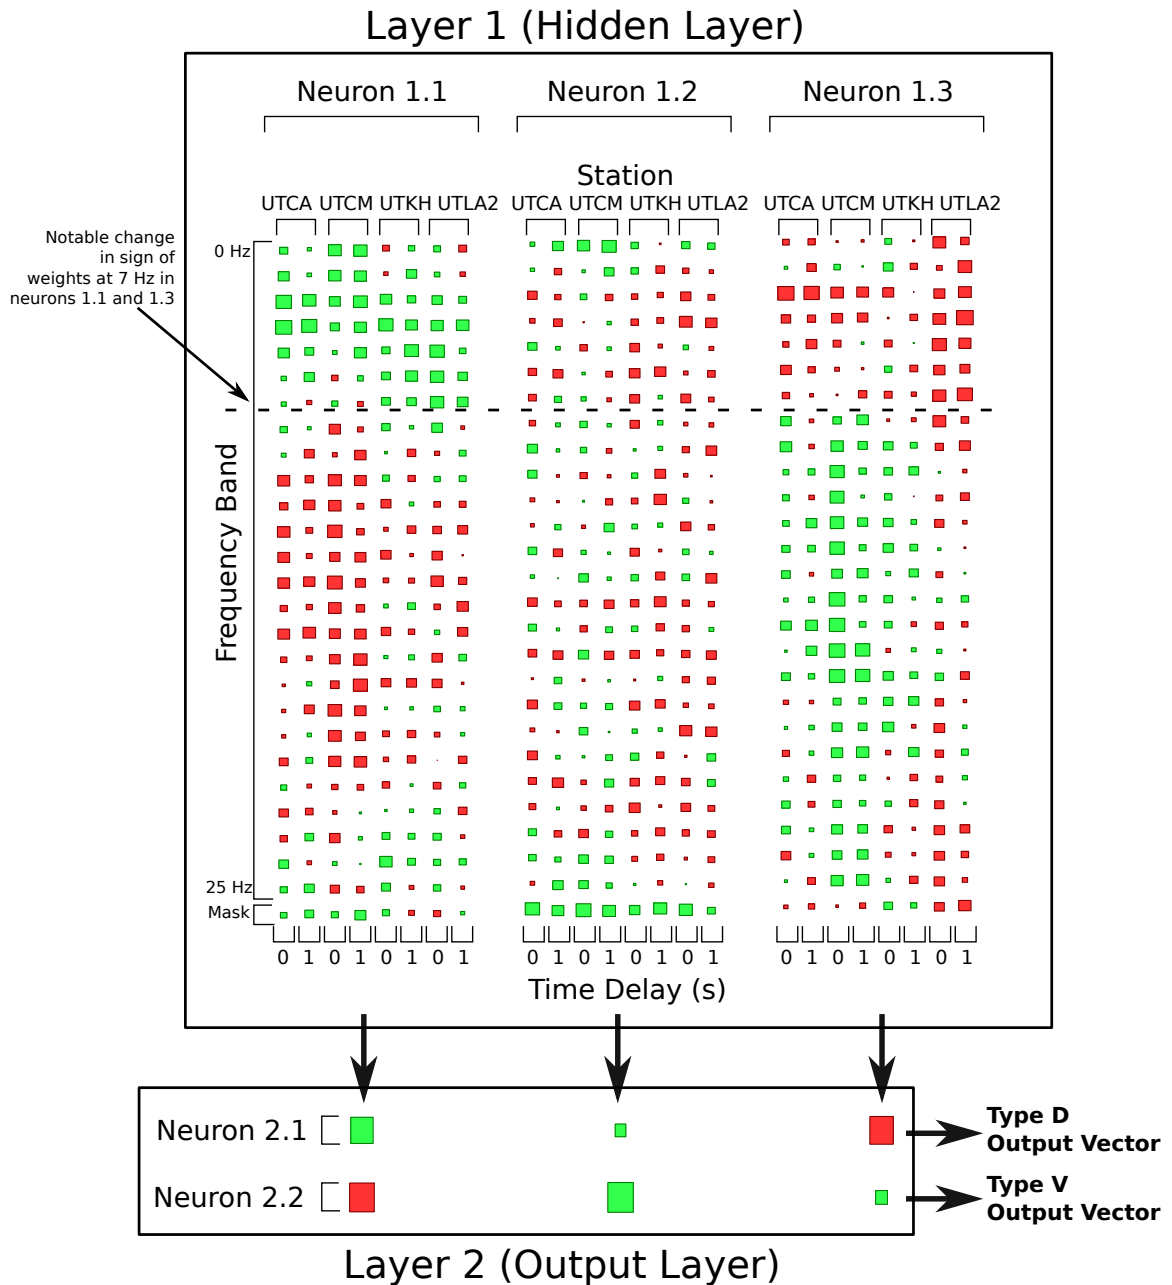 Layer 1 (Hidden Layer)
Neuron 1.1 Neuron 1.2 Neuron 1.3
Station
UTCA UTCM UTKH UTLA2 UTCA UTCM UTKH UTLA2 UTCA UTCM UTKH UTLA2
Notable change
in sign of
weights at 7 Hz in
neurons 1.1 and 1.3
0 Hz
Frequency Band
25 Hz
Mask
0 1 0 1 0 1 0 1 0 1 0 1 0 1 0 1 0 1 0 1 0 1 0 1
Time Delay (s)
Neuron 2.1
Type D
Output Vector
Neuron 2.2
Type V
Output Vector
Layer 2 (Output Layer)